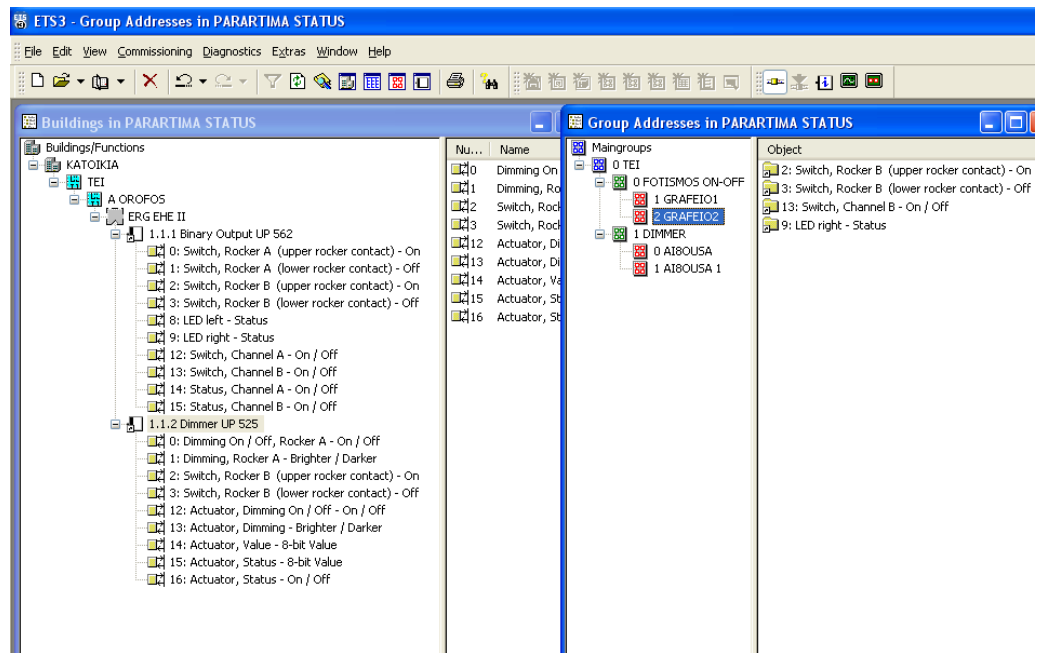 ETS3 - Group Addresses in PARARTIMA STATUS
File Edit View Commissioning Diagnostics Extras Window Help
Buildings in PARARTIMA STATUS
Buildings/Functions
KATOIKIA
TEI
A OROFOS
ERG EHE II
1.1.1 Binary Output UP 562
0: Switch, Rocker A (upper rocker contact) - On
1: Switch, Rocker A (lower rocker contact) - Off
2: Switch, Rocker B (upper rocker contact) - On
3: Switch, Rocker B (lower rocker contact) - Off
8: LED left - Status
9: LED right - Status
12: Switch, Channel A - On / Off
13: Switch, Channel B - On / Off
14: Status, Channel A - On / Off
15: Status, Channel B - On / Off
1.1.2 Dimmer UP 525
0: Dimming On / Off, Rocker A - On / Off
1: Dimming, Rocker A - Brighter / Darker
2: Switch, Rocker B (upper rocker contact) - On
3: Switch, Rocker B (lower rocker contact) - Off
12: Actuator, Dimming On / Off - On / Off
13: Actuator, Dimming - Brighter / Darker
14: Actuator, Value - 8-bit Value
15: Actuator, Status - 8-bit Value
16: Actuator, Status - On / Off
Nu... Name
0 Dimming On
1 Dimming, Ro
2 Switch, Rock
3 Switch, Rock
12 Actuator, Di
13 Actuator, Di
14 Actuator, Va
15 Actuator, St
16 Actuator, St
Group Addresses in PARARTIMA STATUS
Maingroups
0 TEI
0 FOTISMOS ON-OFF
1 GRAFEIO1
2 GRAFEIO2
1 DIMMER
0 AI8OUSA
1 AI8OUSA 1
Object
2: Switch, Rocker B (upper rocker contact) - On
3: Switch, Rocker B (lower rocker contact) - Off
13: Switch, Channel B - On / Off
9: LED right - Status